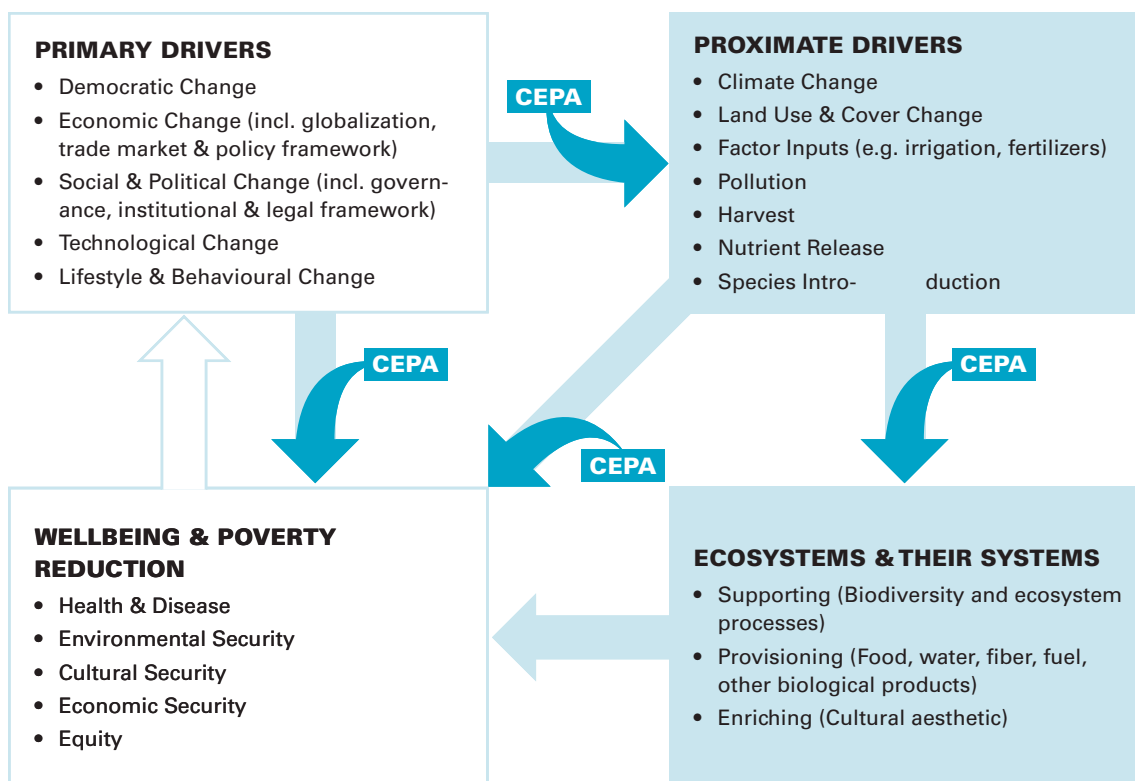 PRIMARY DRIVERS
• Democratic Change
• Economic Change (incl. globalization,
trade market & policy framework)
• Social & Political Change (incl. govern-
ance, institutional & legal framework)
• Technological Change
• Lifestyle & Behavioural Change
CEPA
PROXIMATE DRIVERS
• Climate Change
• Land Use & Cover Change
• Factor Inputs (e.g. irrigation, fertilizers)
• Pollution
• Harvest
• Nutrient Release
• Species Intro- duction
CEPA
CEPA
CEPA
WELLBEING & POVERTY
REDUCTION
• Health & Disease
• Environmental Security
• Cultural Security
• Economic Security
• Equity
ECOSYSTEMS & THEIR SYSTEMS
• Supporting (Biodiversity and ecosystem
processes)
• Provisioning (Food, water, fiber, fuel,
other biological products)
• Enriching (Cultural aesthetic)